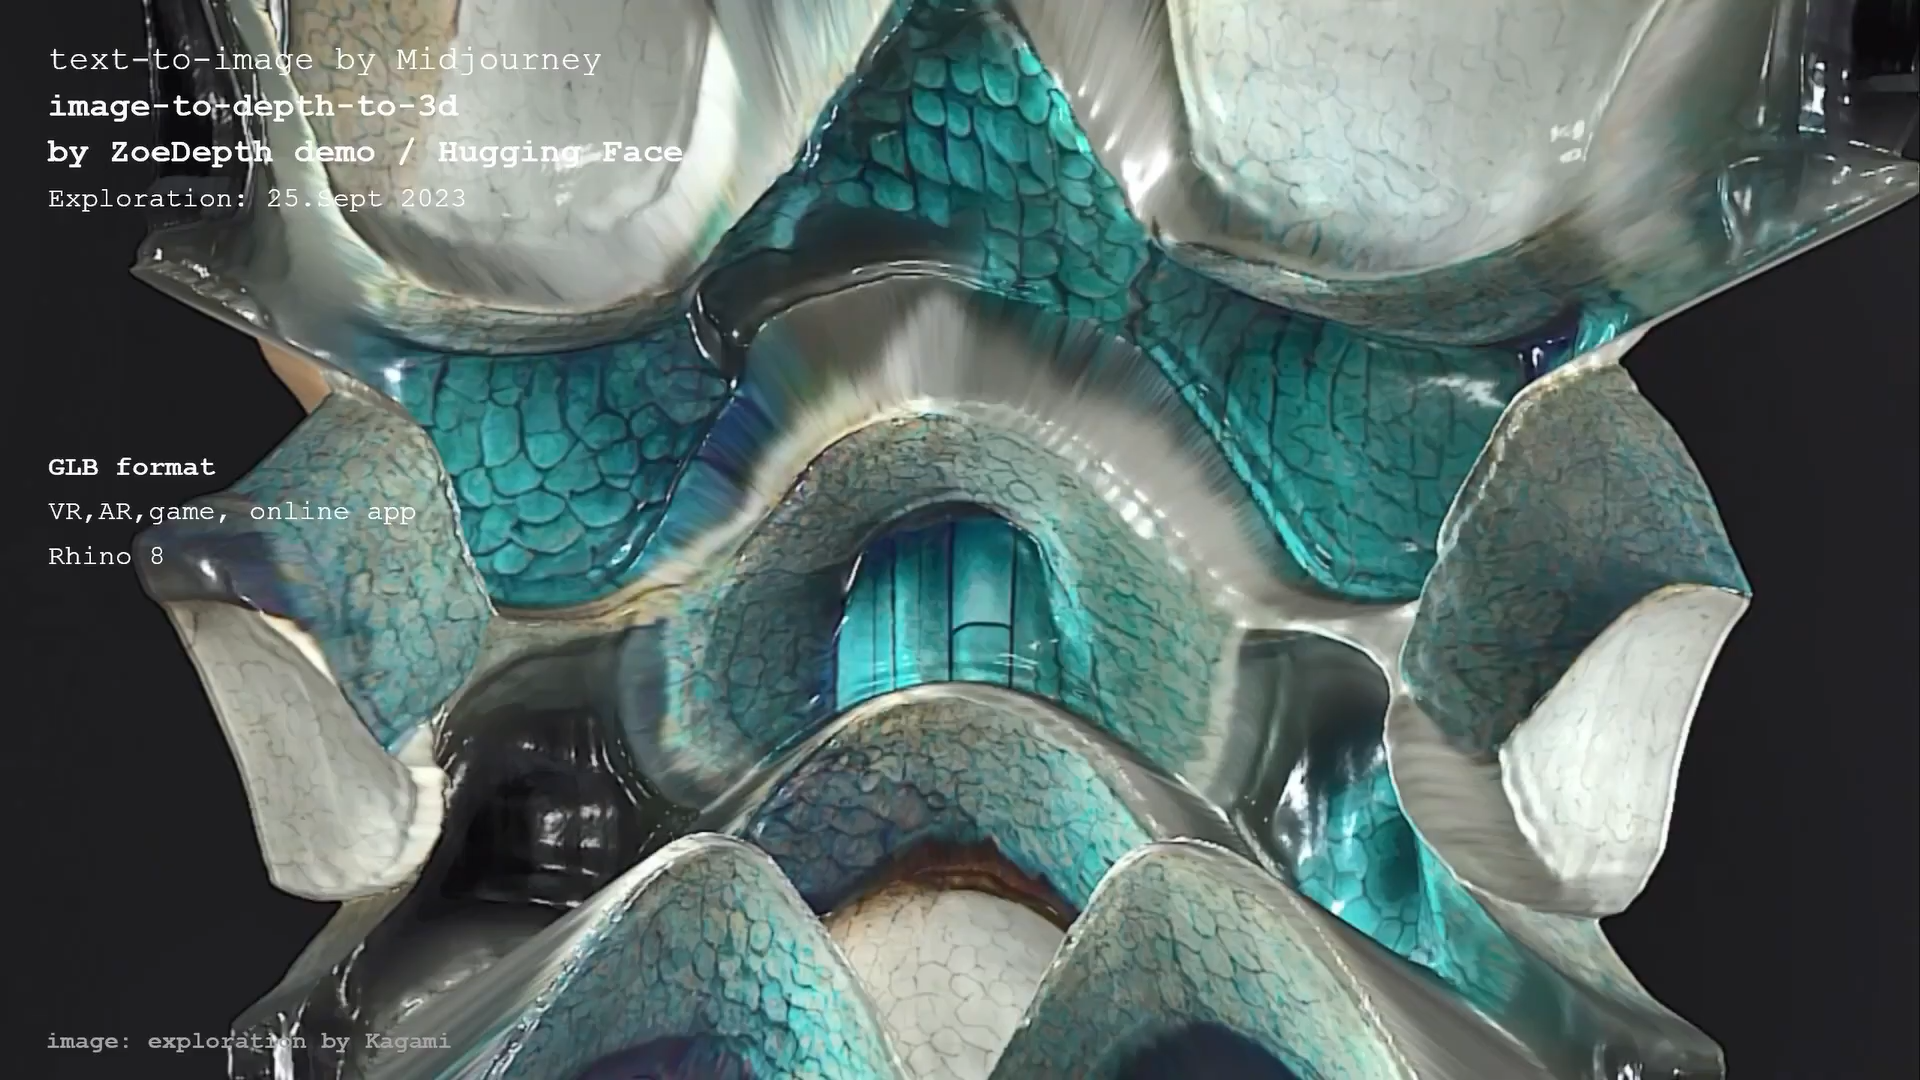 text-to-image by Midjourney
image-to-depth-to-3d
by ZoeDepth demo / Hugging Face
Exploration: 25.Sept 2023
GLB format
VR,AR,game, online app
Rhino 8
image: exploration by Kagami